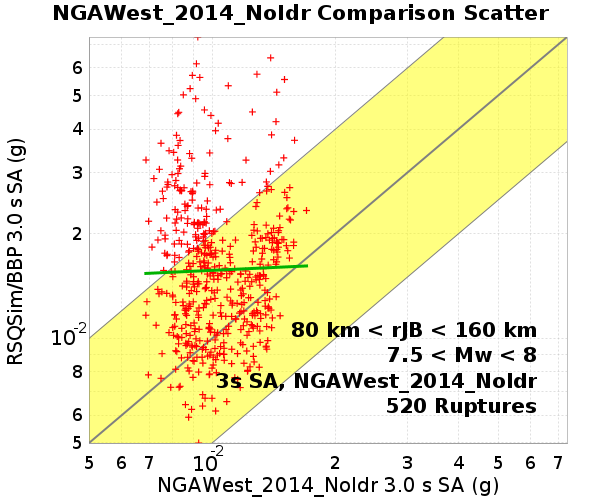 NGAWest_2014_NoIdr Comparison Scatter
RSQSim/BBP 3.0 s SA (g)
6
5
4
3
2
10-2
8
7
6
5
80 km < rJB < 160 km
7.5 < Mw < 8
3s SA, NGAWest_2014_NoIdr
520 Ruptures
5 6 7 10-2 2 3 4 5 6 7
NGAWest_2014_NoIdr 3.0 s SA (g)